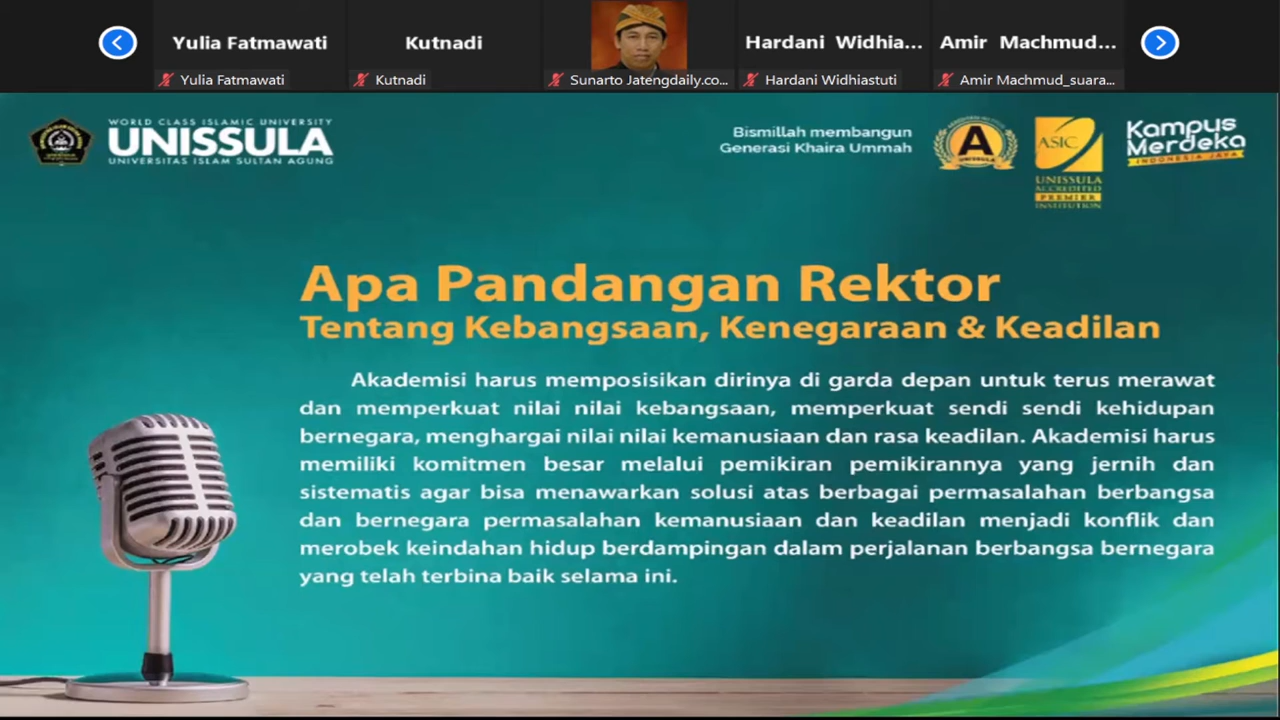 Yulia Fatmawati
Kutnadi
Hardani Widhia...
Amir Machmud...
Yulia Fatmawati
Kutnadi
Sunarto Jatengdaily.co...
Hardani Widhiastuti
Amir Machmud_suara...
WORLD CLASS ISLAMIC UNIVERSITY
UNISSULA
UNIVERSITAS ISLAM SULTAN AGUNG
Bismillah membangun
Generasi Khaira Ummah
A
UNISSULA
ASIC
UNISSULA
ACCREDITED
PREMIER
INSTITUTION
Kampus
Merdeka
INDONESIA JAYA
Apa Pandangan Rektor
Tentang Kebangsaan, Kenegaraan & Keadilan
Akademisi harus memposisikan dirinya di garda depan untuk terus merawat
dan memperkuat nilai nilai kebangsaan, memperkuat sendi sendi kehidupan
bernegara, menghargai nilai nilai kemanusiaan dan rasa keadilan. Akademisi harus
memiliki komitmen besar melalui pemikiran pemikirannya yang jernih dan
sistematis agar bisa menawarkan solusi atas berbagai permasalahan berbangsa
dan bernegara permasalahan kemanusiaan dan keadilan menjadi konflik dan
merobek keindahan hidup berdampingan dalam perjalanan berbangsa bernegara
yang telah terbina baik selama ini.